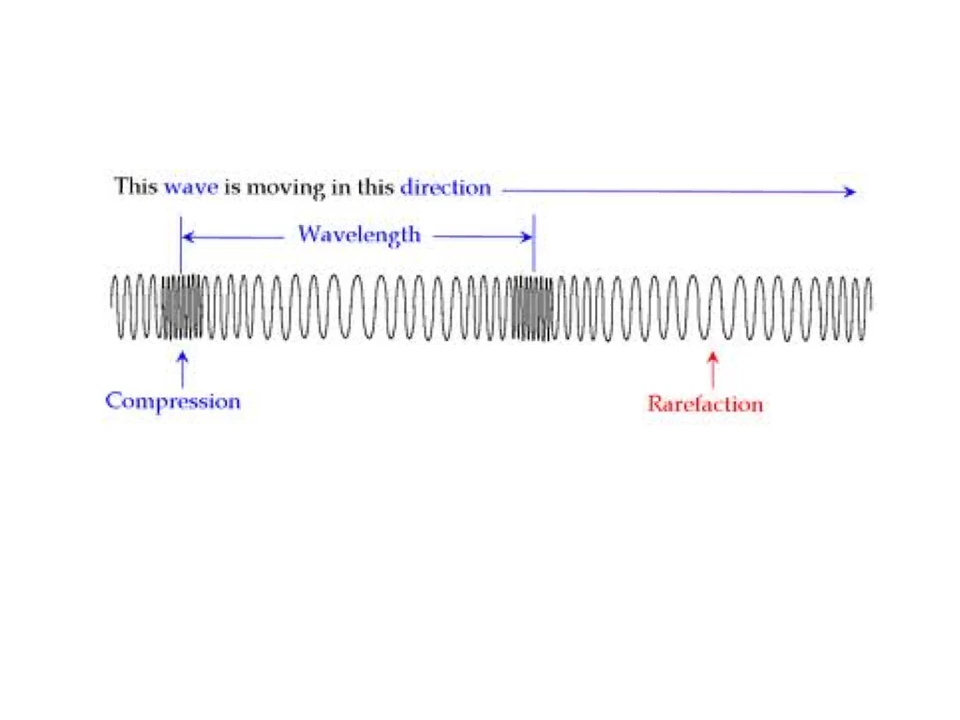 This wave is moving in this direction
Wavelength
Compression
Rarefaction